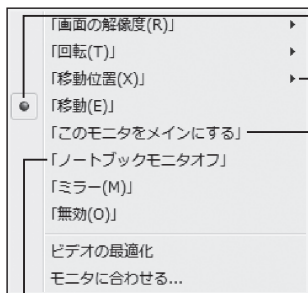 「画面の解像度(R)」
「回転(T)」
「移動位置(X)」
「移動(E)」
「このモニタをメインにする」
「ノートブックモニタオフ」
「ミラー(M)」
「無効(O)」
ビデオの最適化
モニタに合わせる...